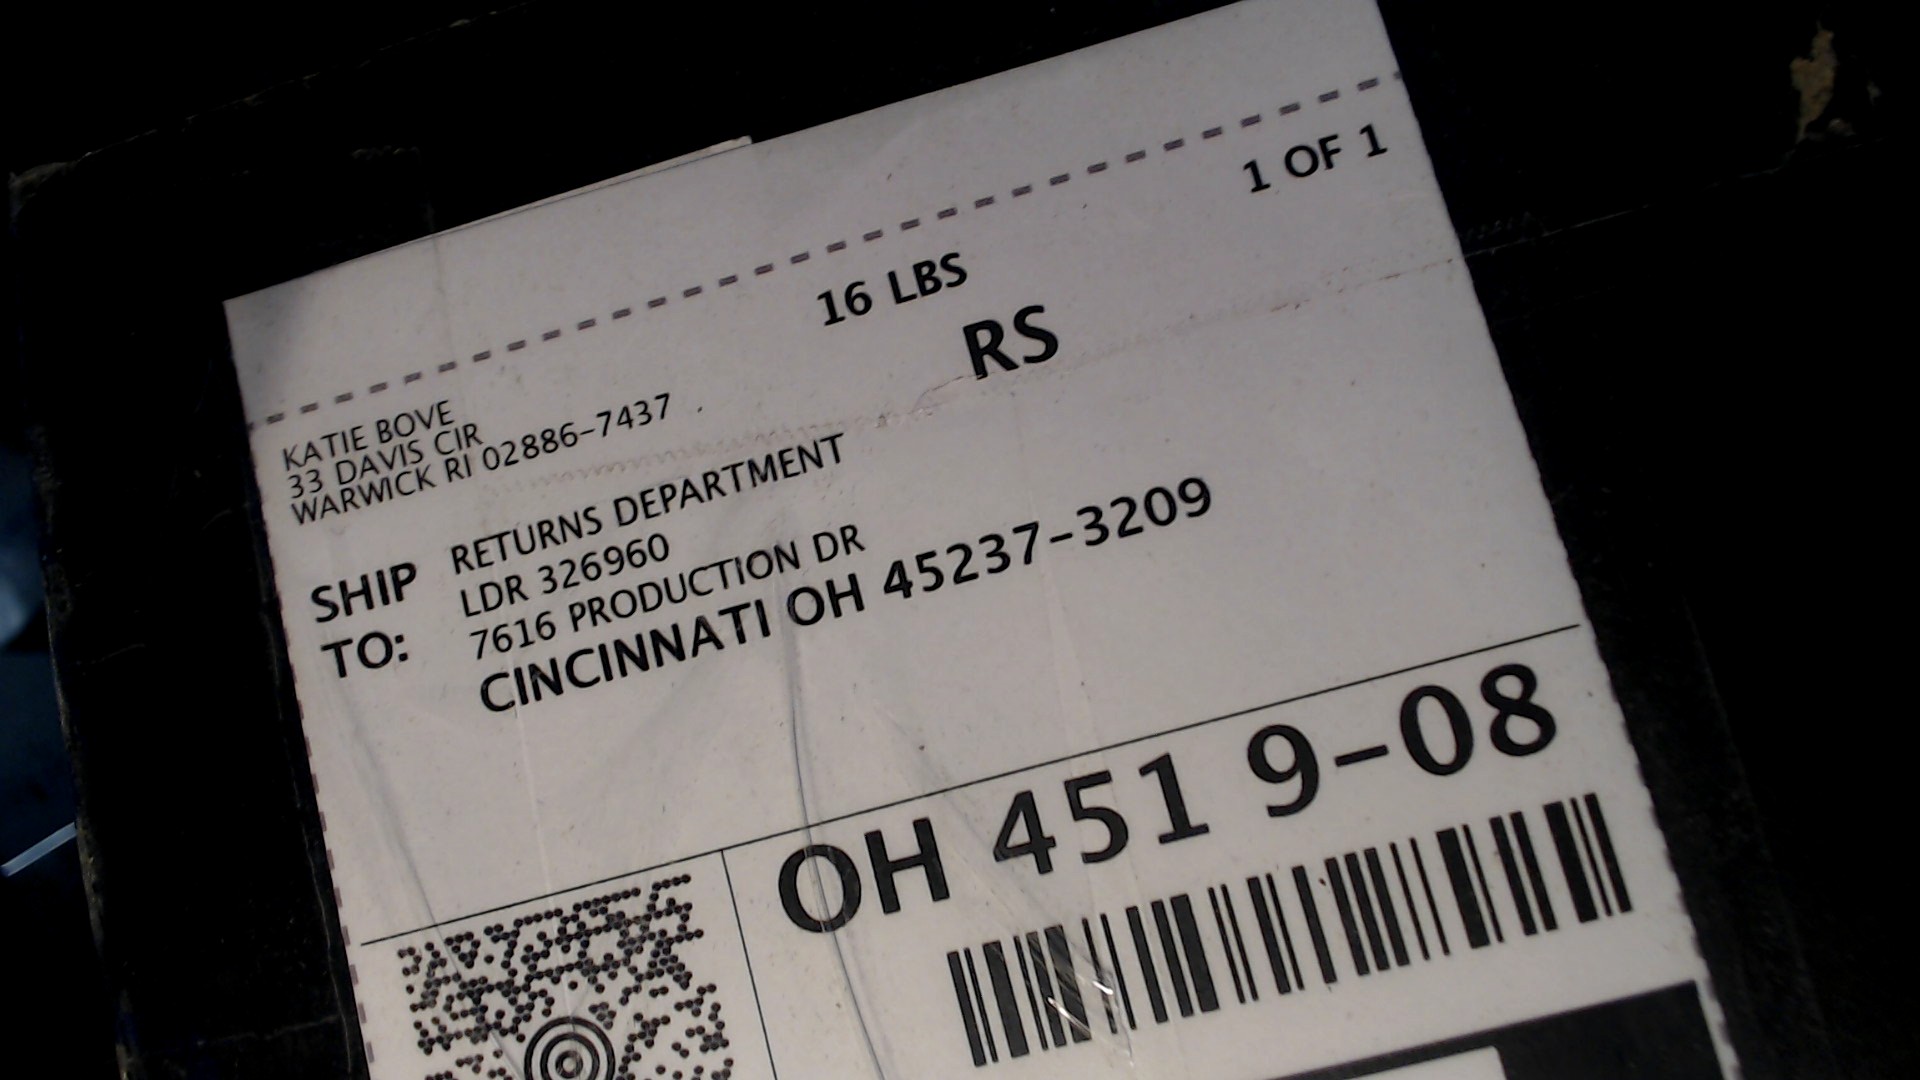 1 OF 1
16 LBS
RS
KATIE BOVE
33 DAVIS CIR
WARWICK RI 02886-7437
SHIP TO:
RETURNS DEPARTMENT
LDR 326960
7616 PRODUCTION DR
CINCINNATI OH 45237-3209
OH 451 9-08